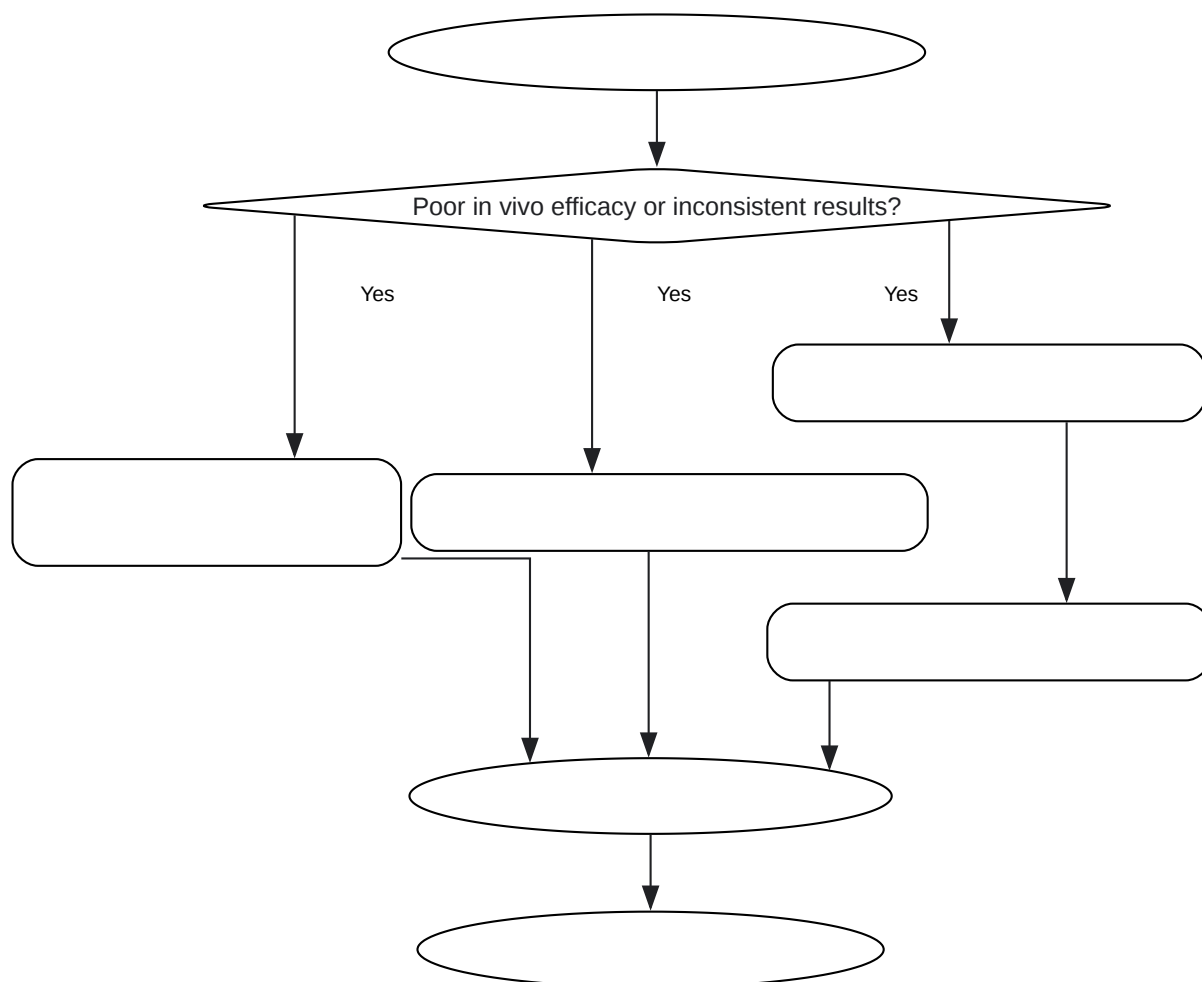 Poor in vivo efficacy or inconsistent results?
Yes
Yes
Yes